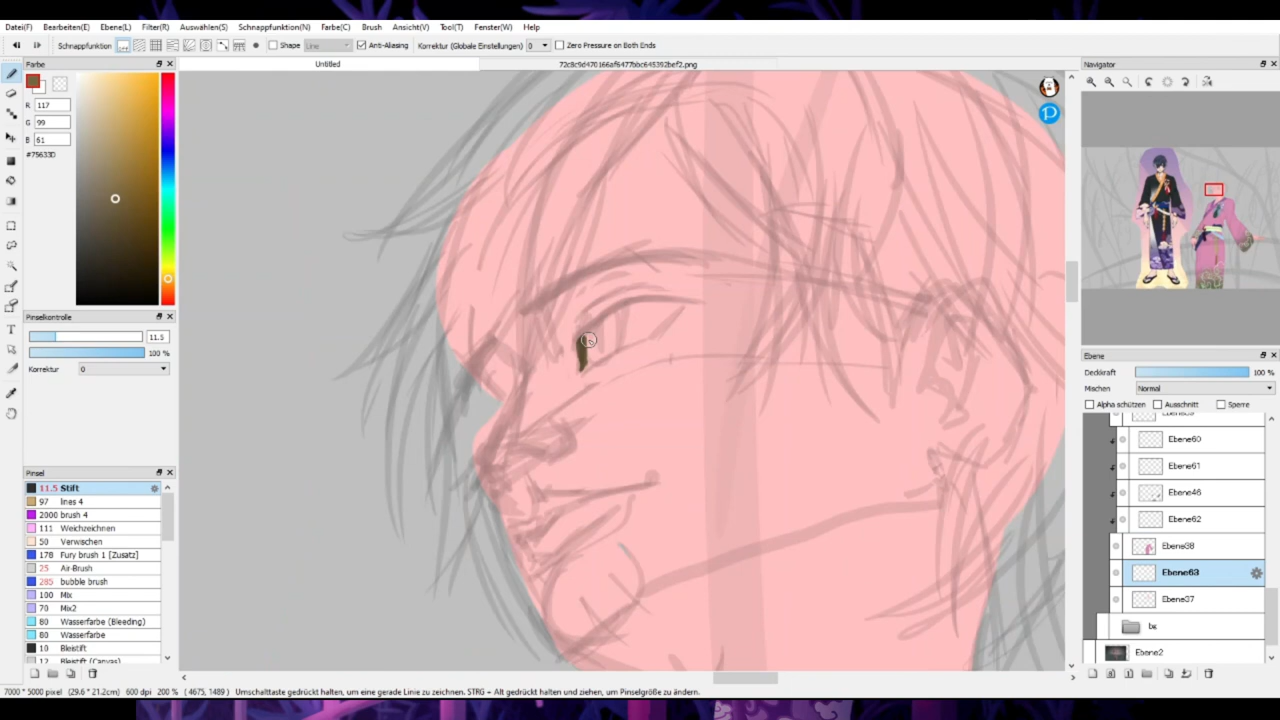 Datei(F) Bearbeiten(E) Ebene(L) Filter(R) Auswählen(S) Schnappfunktion(N) Farbe(C) Brush Ansicht(V) Tool(T) Fenster(W) Help
Schnappfunktion Shape Line Anti-Aliasing Korrektur (Globale Einstellungen) 0 Zero Pressure on Both Ends
Farbe
Untitled
72c8c9d470166af6477bbc645392bef2.png
Navigator
R 117
G 99
B 61
#75633D
Pinselkontrolle
11.5
100 %
Korrektur 0
Pinsel
11.5 Stift
97 lines 4
2000 brush 4
111 Weichzeichnen
50 Verwischen
178 Fury brush 1 [Zusatz]
25 Air-Brush
285 bubble brush
100 Mix
70 Mix2
80 Wasserfarbe (Bleeding)
80 Wasserfarbe
10 Bleistift
12 Bleistift (Canvas)
Ebene
Deckkraft 100 %
Mischen Normal
Alpha schützen Ausschnitt Sperre
Ebene60
Ebene61
Ebene46
Ebene62
Ebene38
Ebene63
Ebene37
Ebene2
7000 * 5000 pixel (29.6 * 21.2cm) 600 dpi 200 % (4675, 1489) Umschalttaste gedrückt halten, um eine gerade Linie zu zeichnen. STRG + Alt gedrückt halten und ziehen, um Pinselgröße zu ändern.